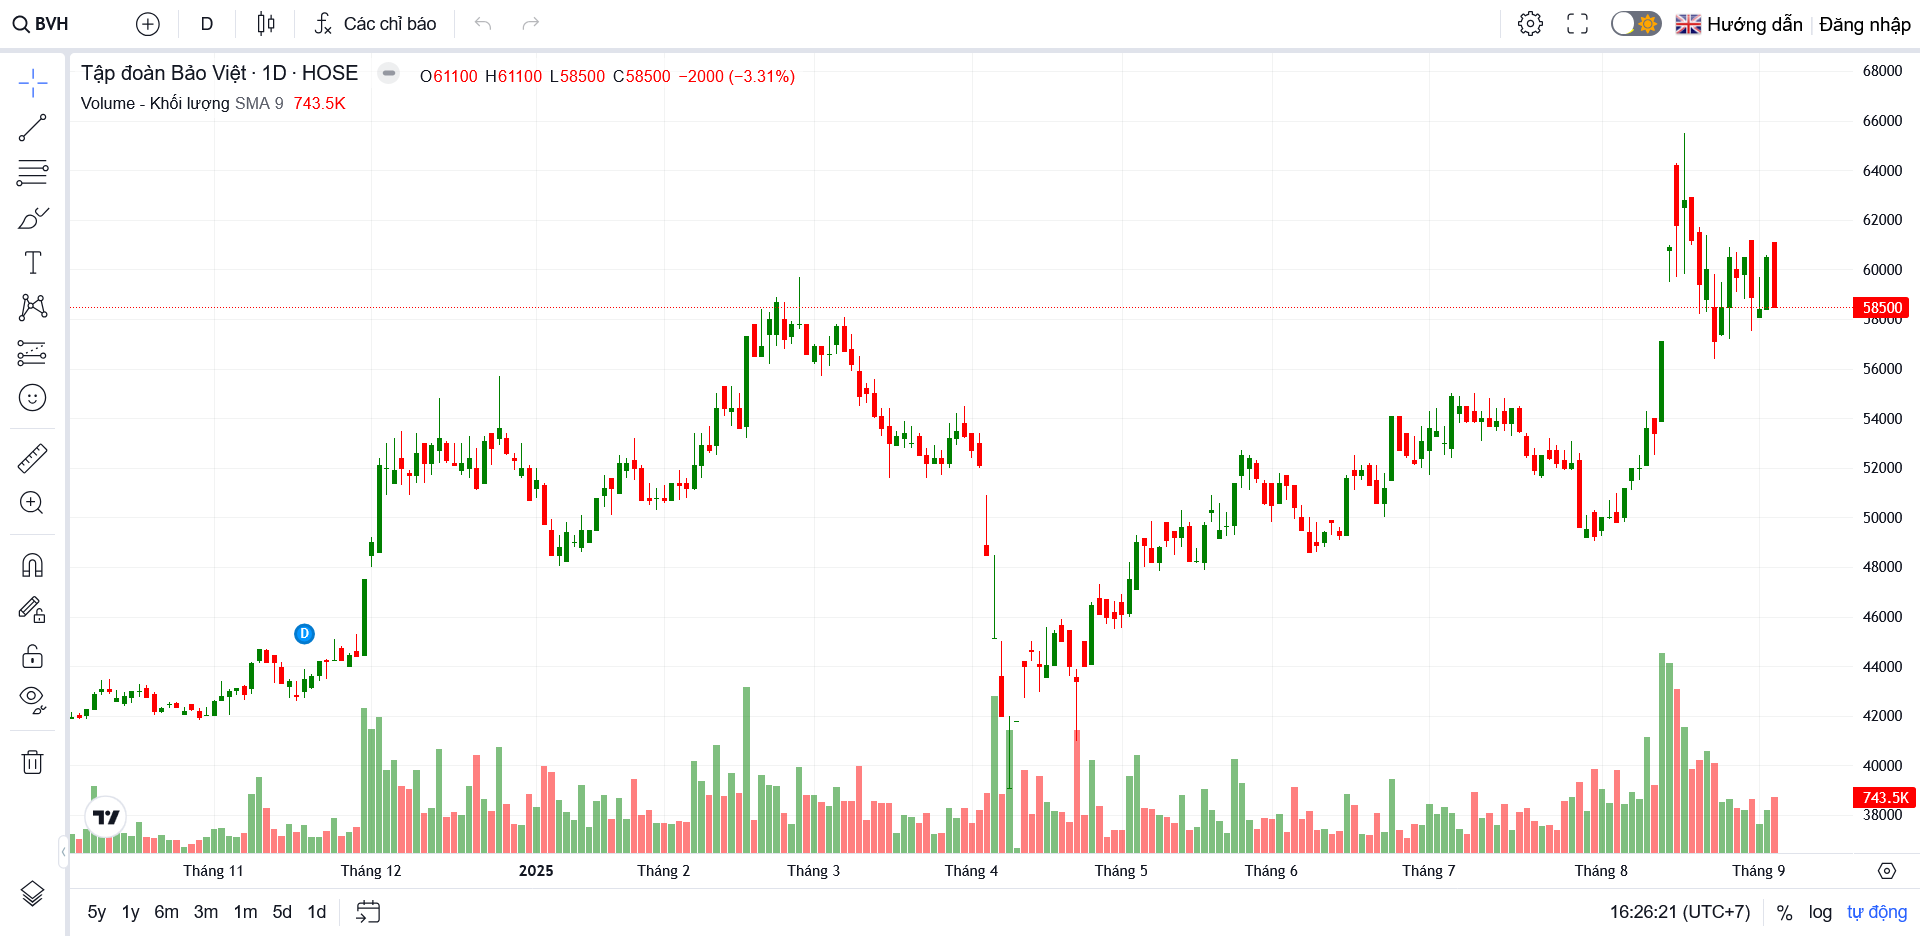 BVH D Các chỉ báo Hướng dẫn Đăng nhập
Tập đoàn Bảo Việt · 1D · HOSE O61100 H61100 L58500 C58500 −2000 (−3.31%)
Volume - Khối lượng SMA 9 743.5K
68000
66000
64000
62000
60000
58500
58000
56000
54000
52000
50000
48000
46000
D
44000
42000
40000
743.5K
38000
Tháng 11 Tháng 12 2025 Tháng 2 Tháng 3 Tháng 4 Tháng 5 Tháng 6 Tháng 7 Tháng 8 Tháng 9
5y 1y 6m 3m 1m 5d 1d 16:26:21 (UTC+7) % log tự động